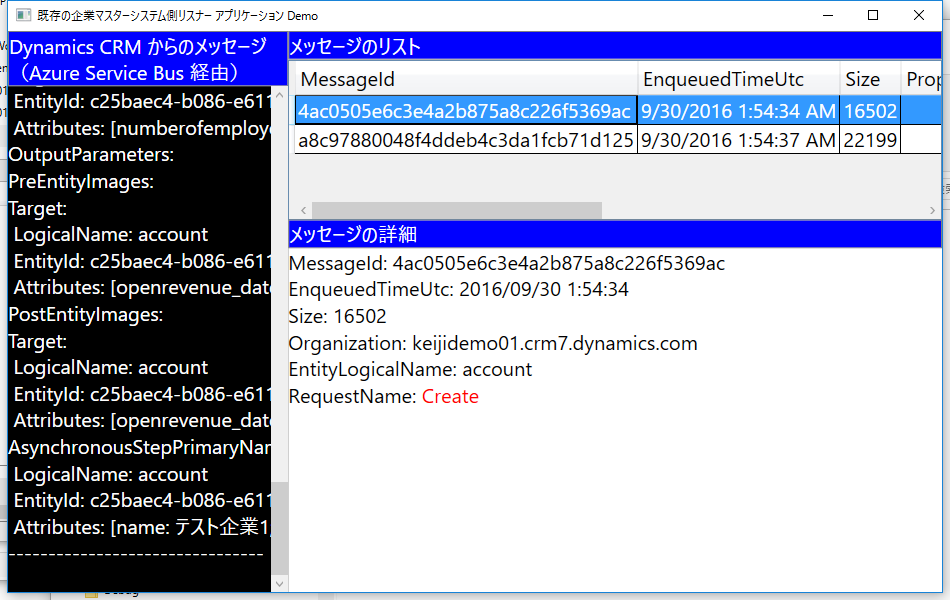 既存の企業マスターシステム側リスナー アプリケーション Demo
Dynamics CRM からのメッセージ
（Azure Service Bus 経由）
EntityId: c25baec4-b086-e611
Attributes: [numberofemploye
OutputParameters:
PreEntityImages:
Target:
LogicalName: account
EntityId: c25baec4-b086-e611
Attributes: [openrevenue_date
PostEntityImages:
Target:
LogicalName: account
EntityId: c25baec4-b086-e611
Attributes: [openrevenue_date
AsynchronousStepPrimaryNam
LogicalName: account
EntityId: c25baec4-b086-e611
Attributes: [name: テスト企業1,
--------------------------------
メッセージのリスト
MessageId EnqueuedTimeUtc Size Prop
4ac0505e6c3e4a2b875a8c226f5369ac 9/30/2016 1:54:34 AM 16502
a8c97880048f4ddeb4c3da1fcb71d125 9/30/2016 1:54:37 AM 22199
メッセージの詳細
MessageId: 4ac0505e6c3e4a2b875a8c226f5369ac
EnqueuedTimeUtc: 2016/09/30 1:54:34
Size: 16502
Organization: keijidemo01.crm7.dynamics.com
EntityLogicalName: account
RequestName: Create